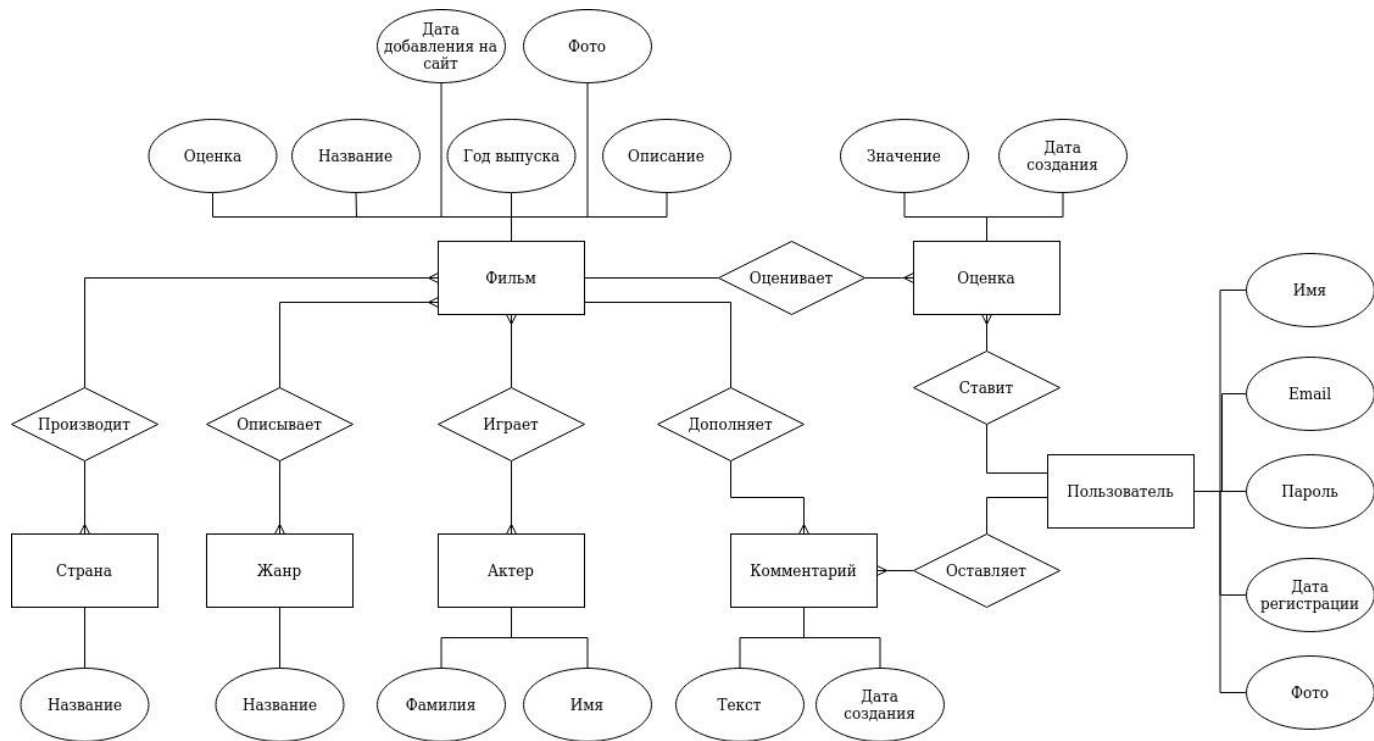 Дата
добавления на
сайт
Фото
Оценка
Название
Год выпуска
Описание
Значение
Дата
создания
Фильм
Оценивает
Оценка
Имя
Ставит
Email
Производит
Описывает
Играет
Дополняет
Пользователь
Пароль
Страна
Жанр
Актер
Комментарий
Оставляет
Дата
регистрации
Название
Название
Фамилия
Имя
Текст
Дата
создания
Фото